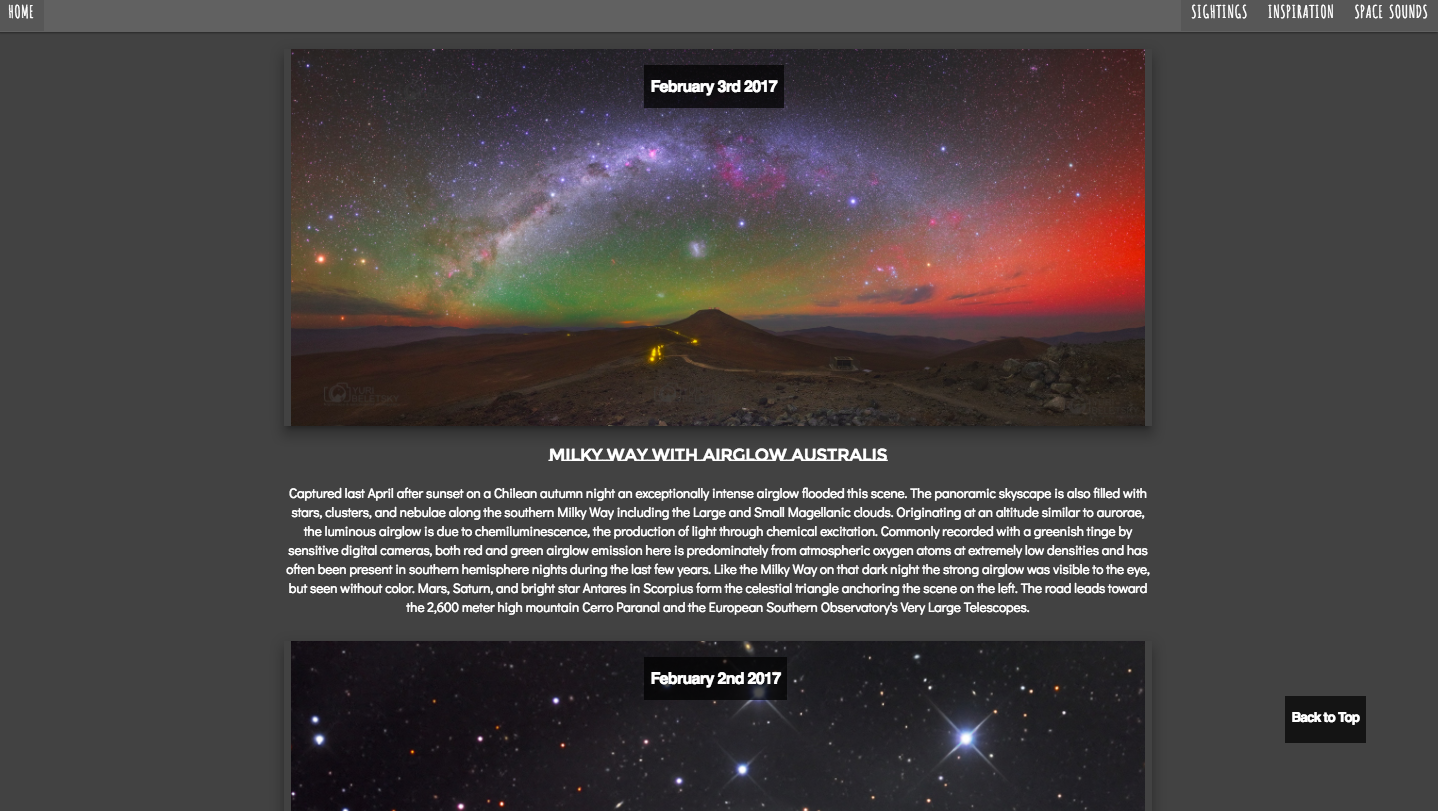 HOME
SIGHTINGS INSPIRATION SPACE SOUNDS
February 3rd 2017
MILKY WAY WITH AIRGLOW AUSTRALIS
Captured last April after sunset on a Chilean autumn night an exceptionally intense airglow flooded this scene. The panoramic skyscape is also filled with
stars, clusters, and nebulae along the southern Milky Way including the Large and Small Magellanic clouds. Originating at an altitude similar to aurorae,
the luminous airglow is due to chemiluminescence, the production of light through chemical excitation. Commonly recorded with a greenish tinge by
sensitive digital cameras, both red and green airglow emission here is predominately from atmospheric oxygen atoms at extremely low densities and has
often been present in southern hemisphere nights during the last few years. Like the Milky Way on that dark night the strong airglow was visible to the eye,
but seen without color. Mars, Saturn, and bright star Antares in Scorpius form the celestial triangle anchoring the scene on the left. The road leads toward
the 2,600 meter high mountain Cerro Paranal and the European Southern Observatory's Very Large Telescopes.
February 2nd 2017
Back to Top